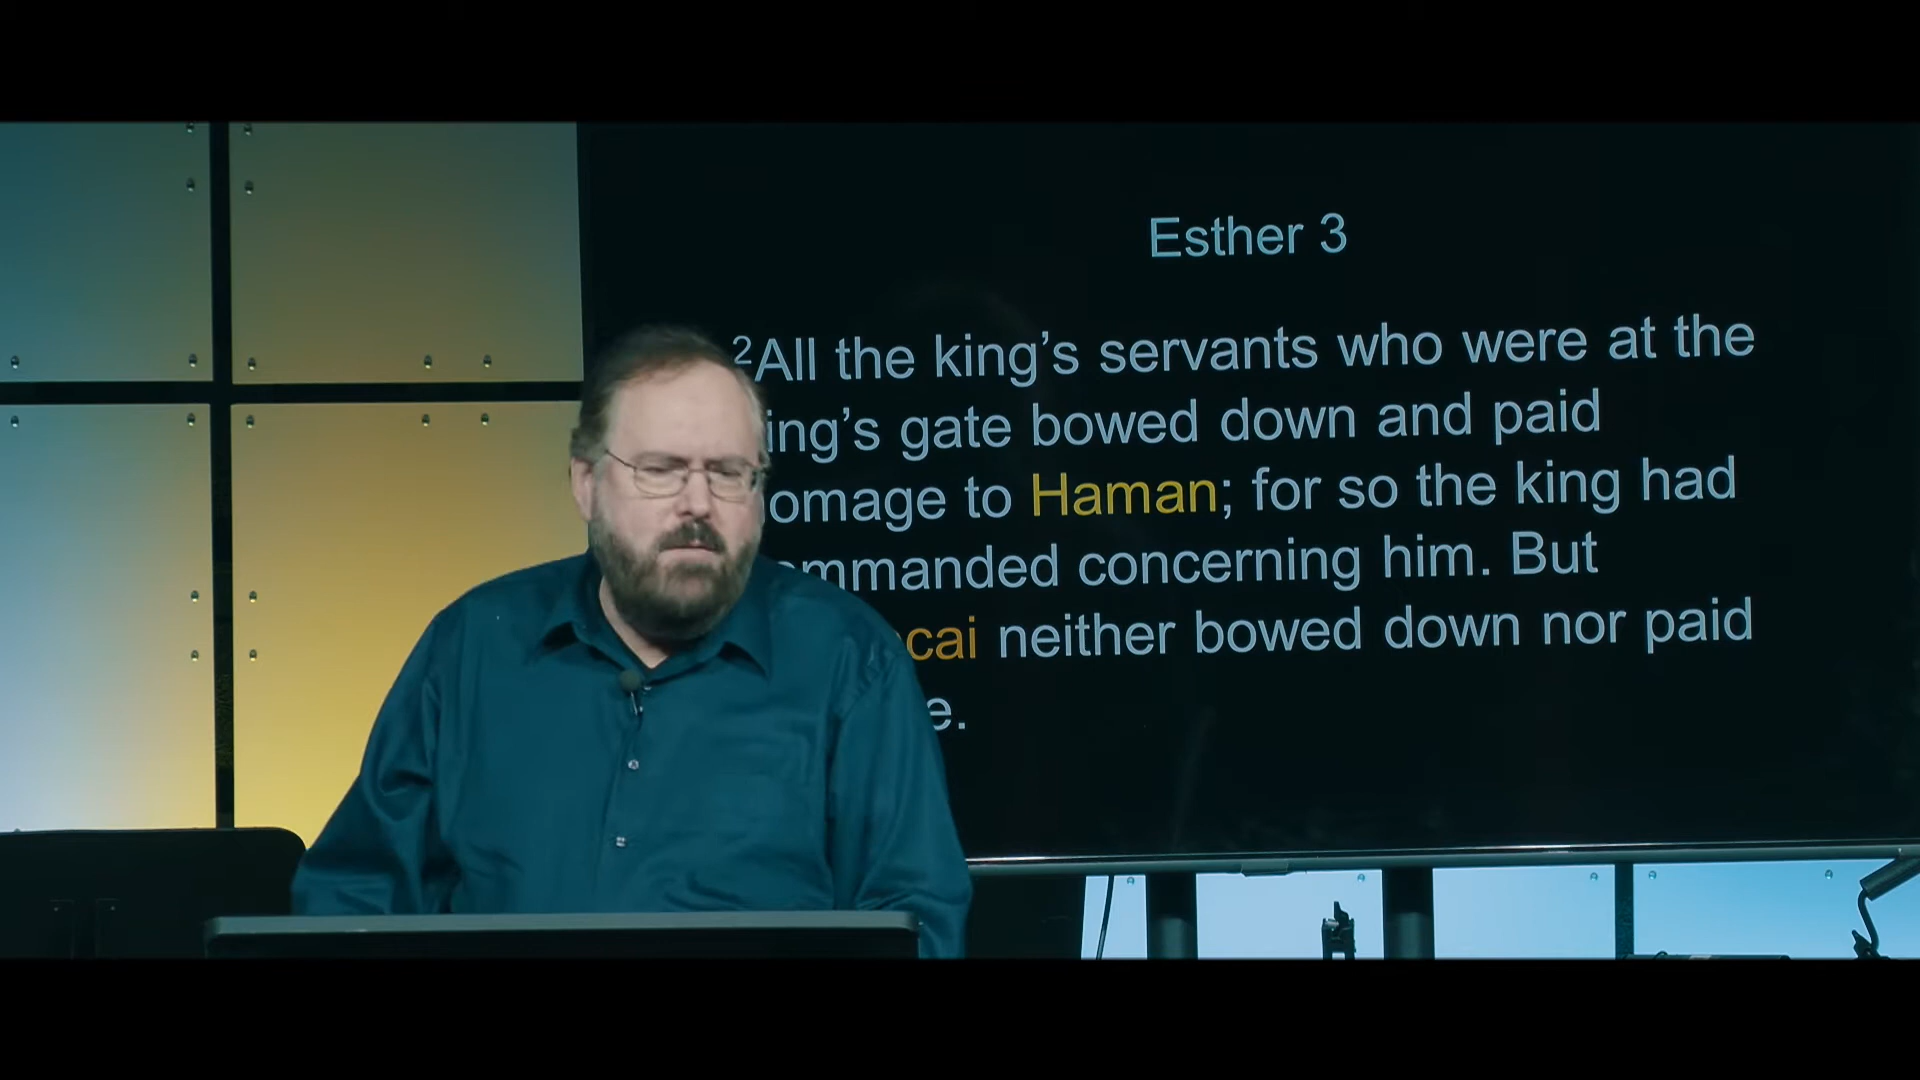 Esther 3
²All the king's servants who were at the
ing's gate bowed down and paid
omage to Haman; for so the king had
mmanded concerning him. But
cai neither bowed down nor paid
e.